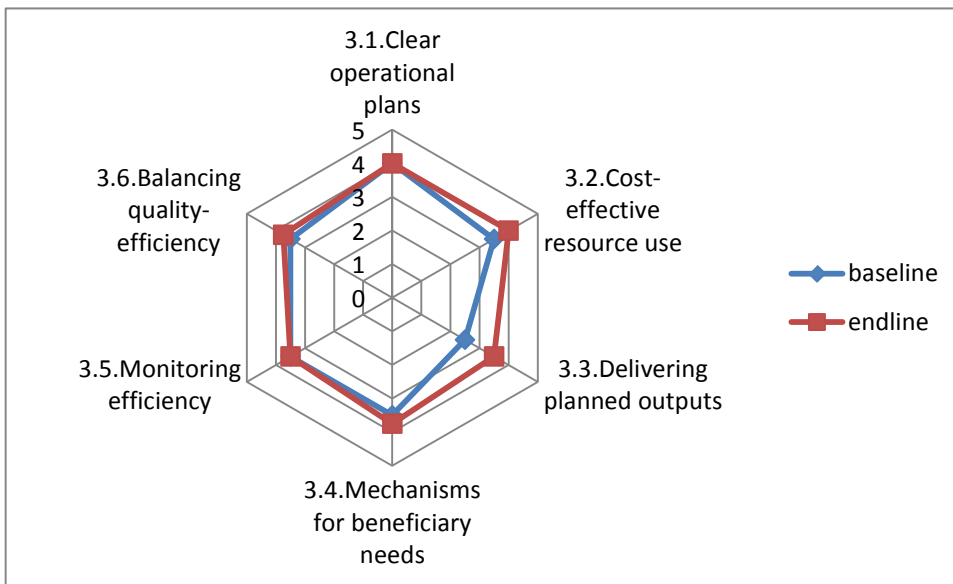 3.1.Clear
operational
plans
3.2.Cost-
effective
resource use
3.3.Delivering
planned outputs
3.4.Mechanisms
for beneficiary
needs
3.5.Monitoring
efficiency
3.6.Balancing
quality-
efficiency
5
4
3
2
1
0
baseline
endline